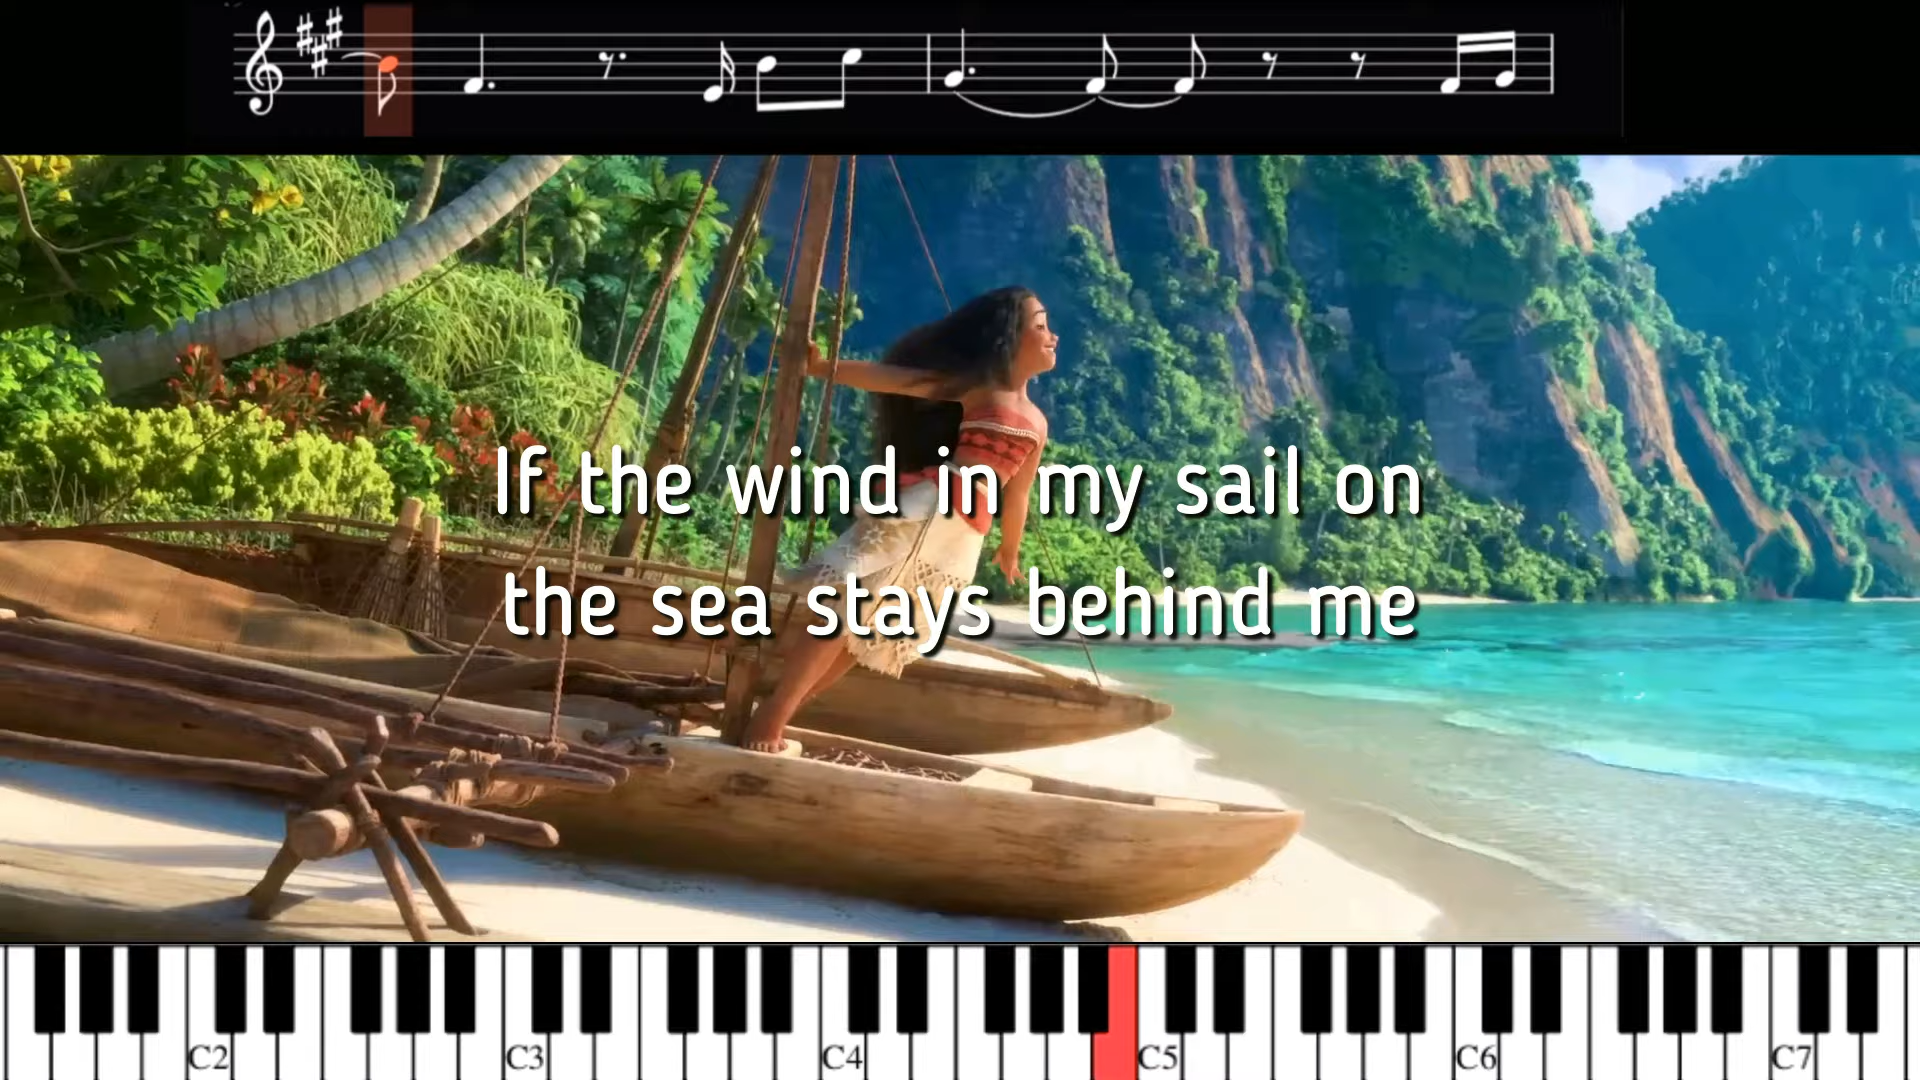 If the wind in my sail on
the sea stays behind me
C2 C3 C4 C5 C6 C7